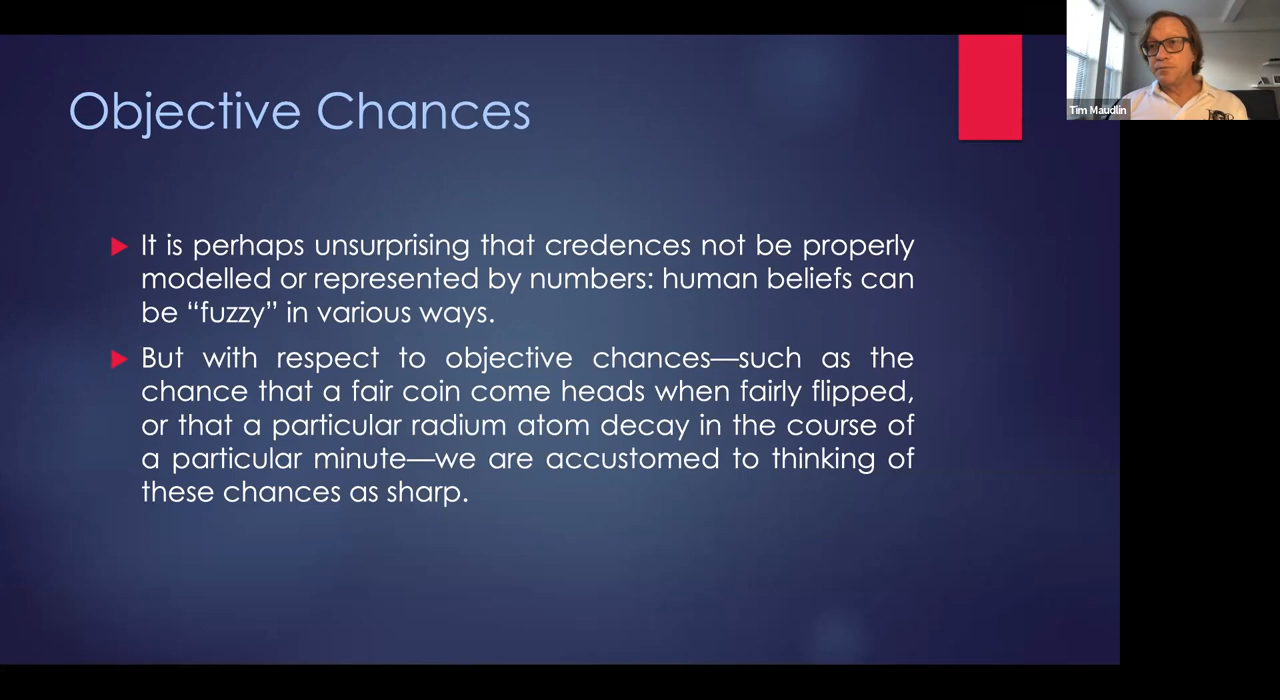 Objective Chances
It is perhaps unsurprising that credences not be properly
modelled or represented by numbers: human beliefs can
be “fuzzy” in various ways.
But with respect to objective chances—such as the
chance that a fair coin come heads when fairly flipped,
or that a particular radium atom decay in the course of
a particular minute—we are accustomed to thinking of
these chances as sharp.
Tim Maudlin